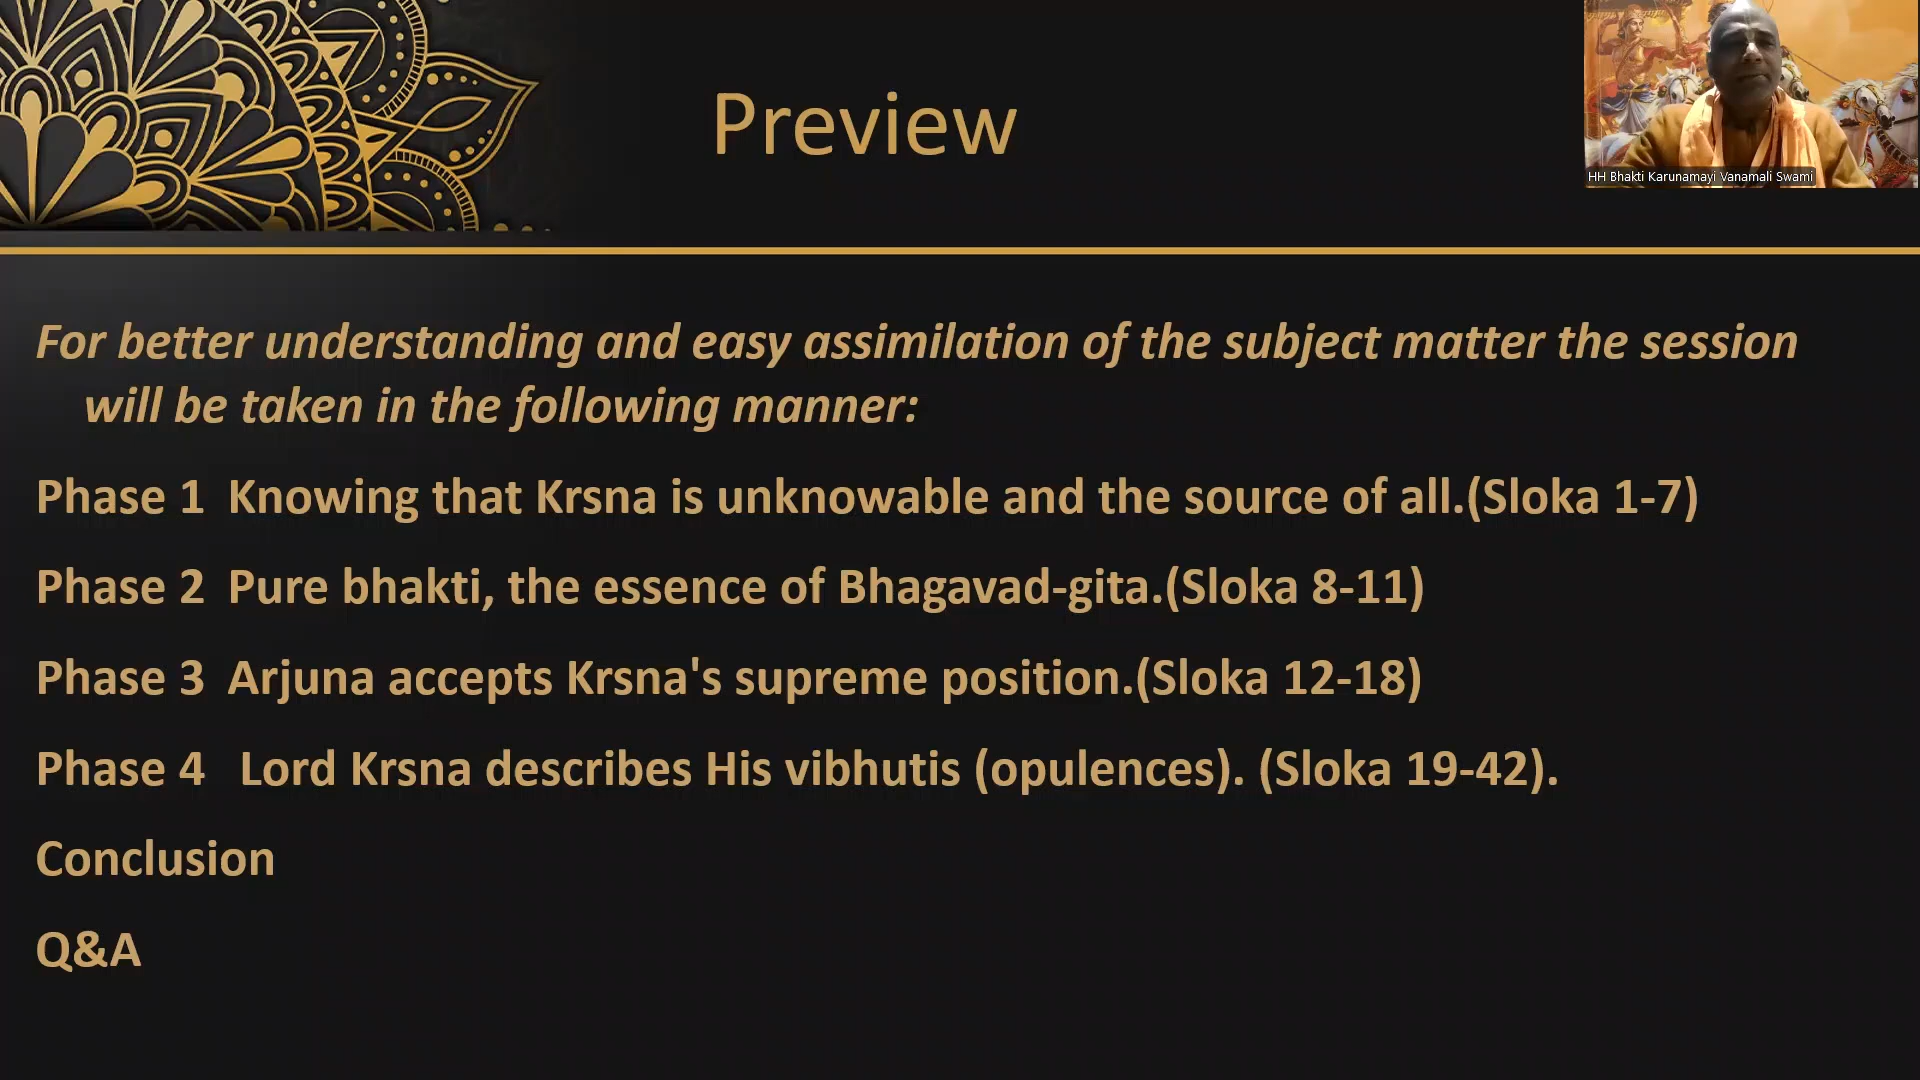 Preview
HH Bhakti Karunamayi Vanamali Swami
For better understanding and easy assimilation of the subject matter the session
will be taken in the following manner:
Phase 1  Knowing that Krsna is unknowable and the source of all.(Sloka 1-7)
Phase 2  Pure bhakti, the essence of Bhagavad-gita.(Sloka 8-11)
Phase 3  Arjuna accepts Krsna's supreme position.(Sloka 12-18)
Phase 4   Lord Krsna describes His vibhutis (opulences). (Sloka 19-42).
Conclusion
Q&A